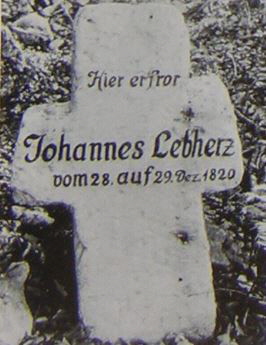 Hier erfror
Johannes Lebherz
vom 28. auf 29. Dez. 1820